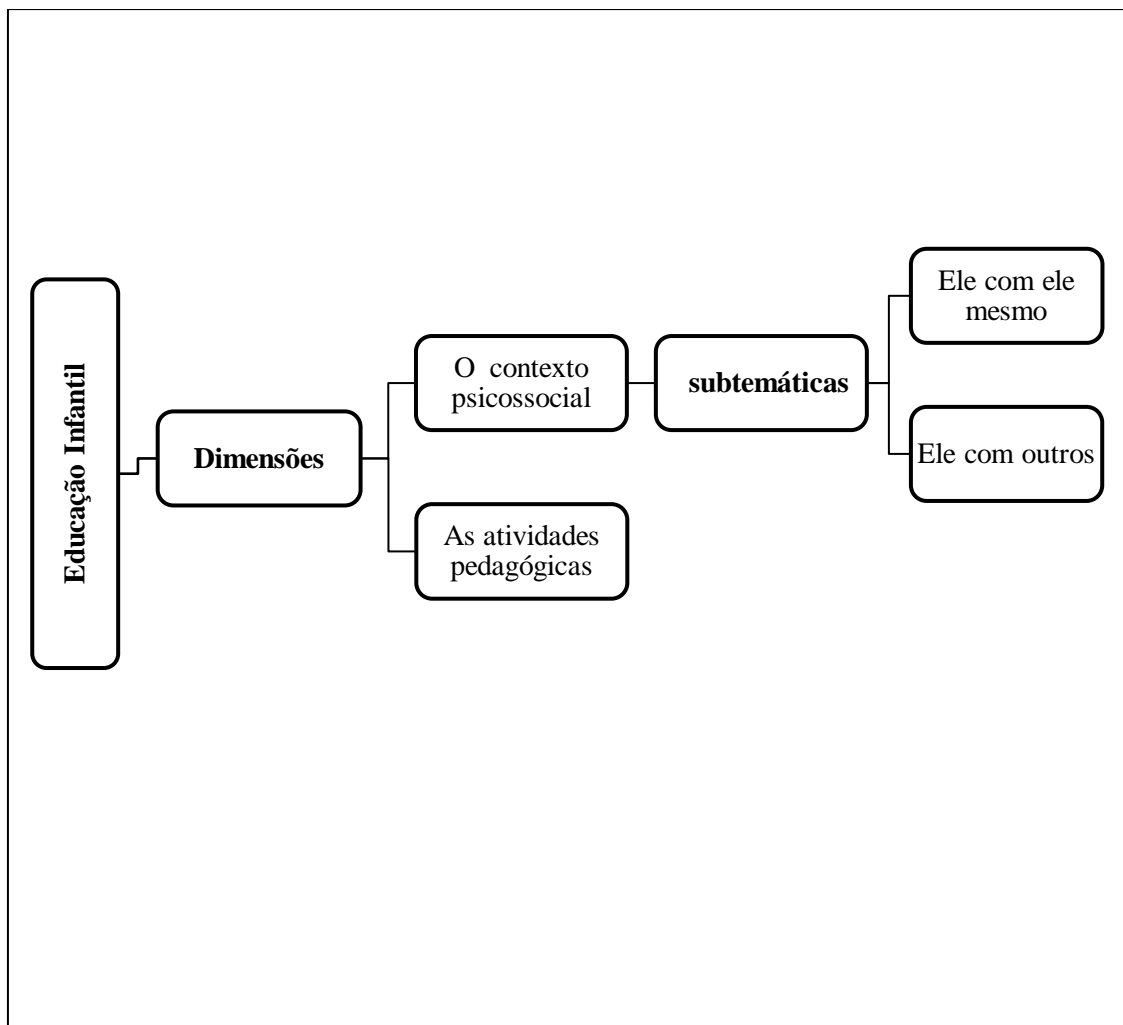 Educação Infantil
Dimensões
O contexto
psicossocial
As atividades
pedagógicas
subtemáticas
Ele com ele
mesmo
Ele com outros